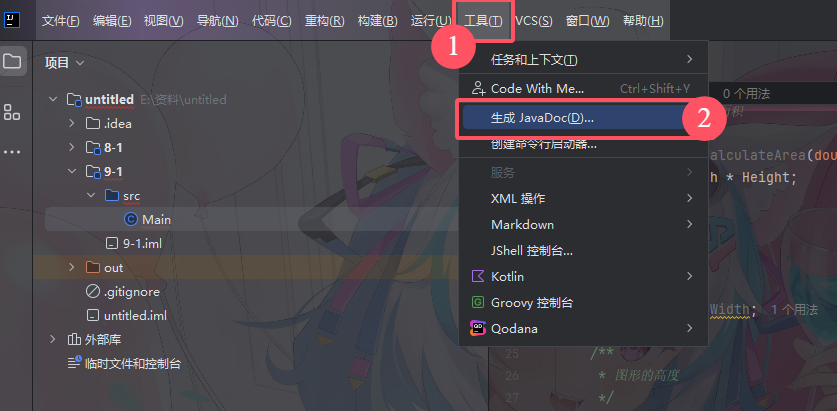 文件(F) 编辑(E) 视图(V) 导航(N) 代码(C) 重构(R) 构建(B) 运行(U) 工具(T) VCS(S) 窗口(W) 帮助(H)
1
项目
untitled E:\资料\untitled
.idea
8-1
9-1
src
Main
9-1.iml
out
.gitignore
untitled.iml
外部库
临时文件和控制台
任务和上下文(T)
Code With Me... Ctrl+Shift+Y
生成 JavaDoc(D)... 2
创建命令行启动器...
服务
XML 操作
Markdown
JShell 控制台...
Kotlin
Groovy 控制台
Qodana
0 个用法
面积
alculateArea(dou
h * Height;
Width; 1 个用法
25 /**
26 * 图形的高度
27 */